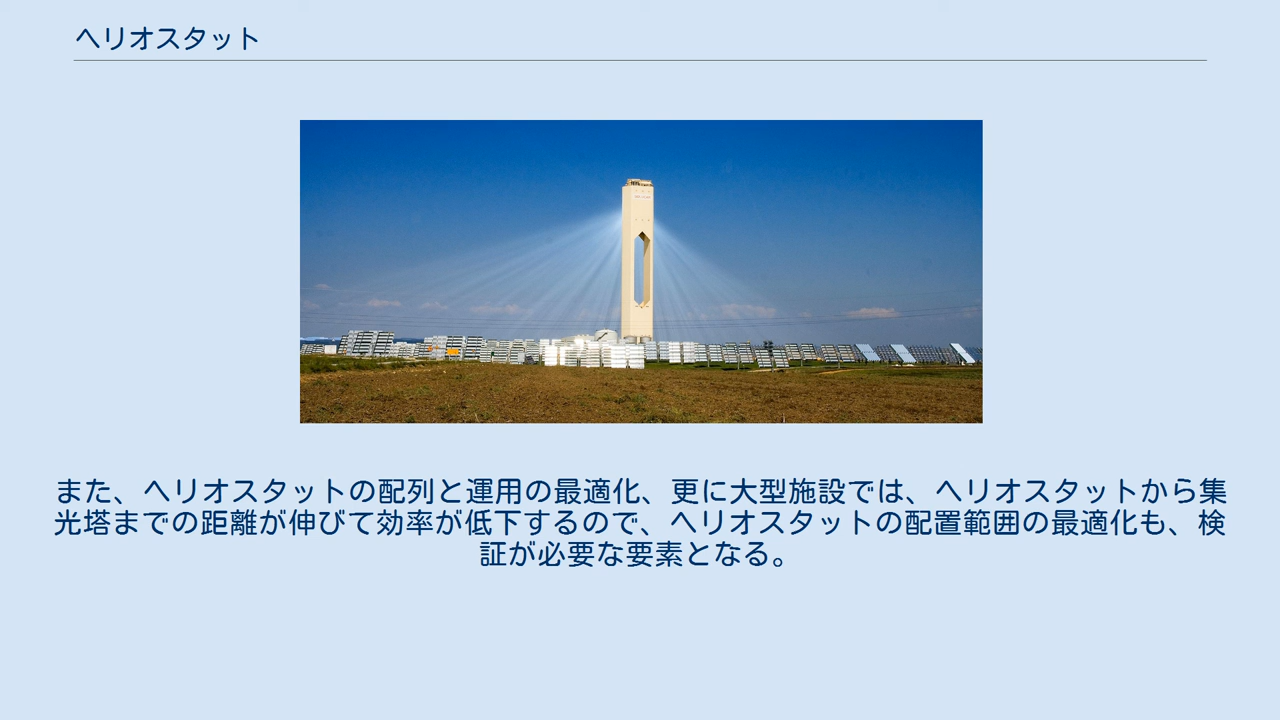 ヘリオスタット
また、ヘリオスタットの配列と運用の最適化、更に大型施設では、ヘリオスタットから集
光塔までの距離が伸びて効率が低下するので、ヘリオスタットの配置範囲の最適化も、検
証が必要な要素となる。